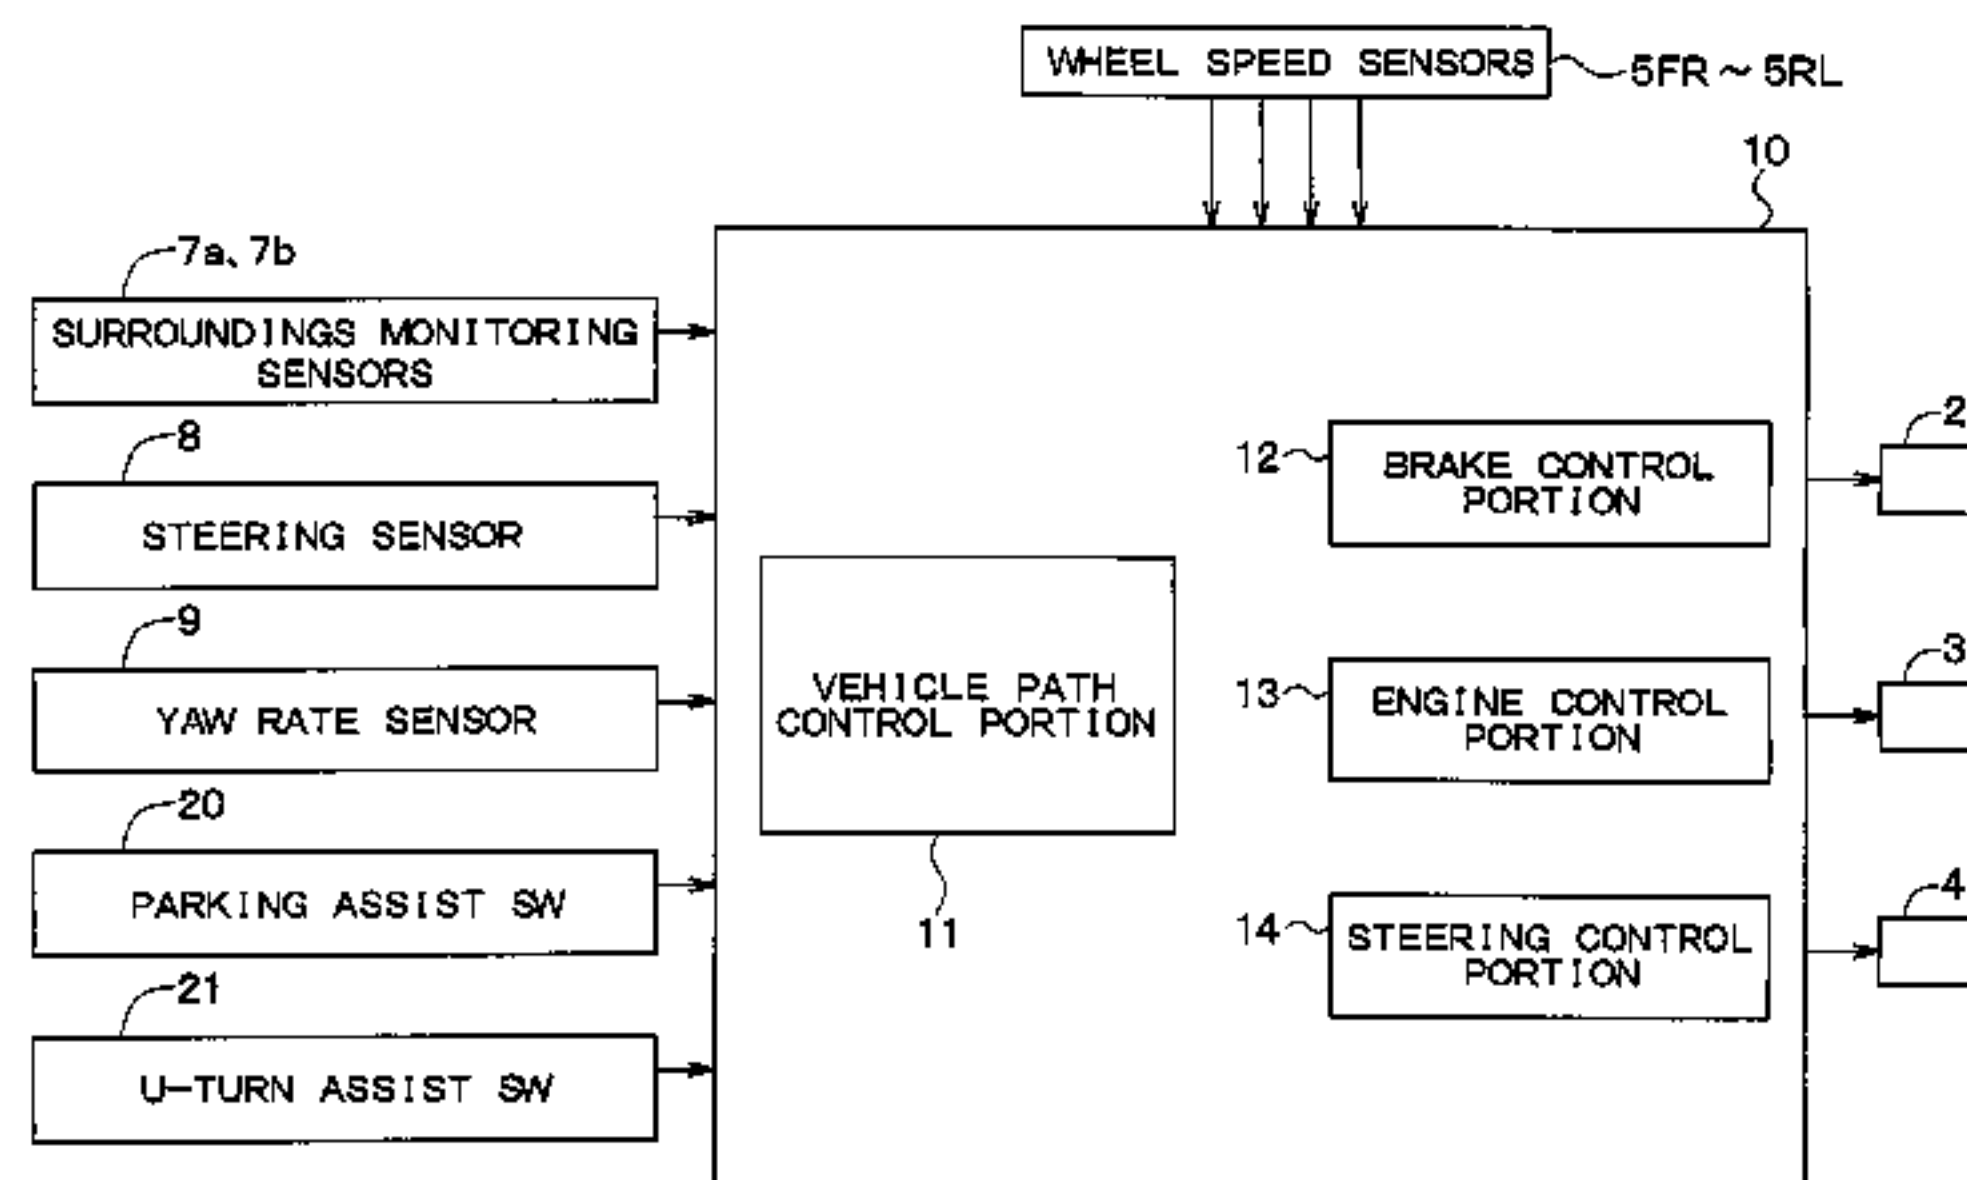 WHEEL SPEED SENSORS
5FR ~ 5RL
10
7a、7b
SURROUNDINGS MONITORING
SENSORS
8
STEERING SENSOR
9
YAW RATE SENSOR
20
PARKING ASSIST SW
21
U-TURN ASSIST SW
VEHICLE PATH
CONTROL PORTION
11
12
BRAKE CONTROL
PORTION
13
ENGINE CONTROL
PORTION
14
STEERING CONTROL
PORTION
2
3
4